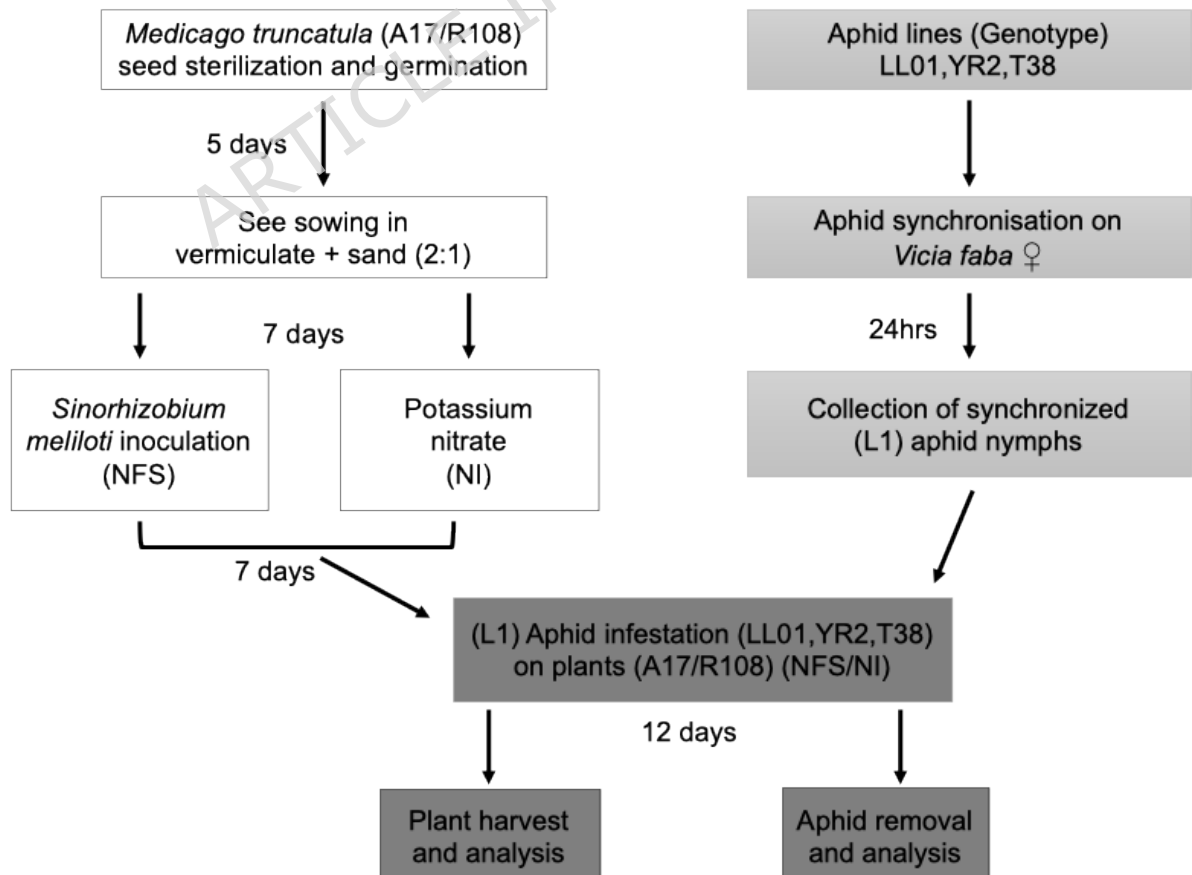 Medicago truncatula (A17/R108)
seed sterilization and germination
5 days
See sowing in
vermiculate + sand (2:1)
7 days
Sinorhizobium
meliloti inoculation
(NFS)
Potassium
nitrate
(NI)
7 days
Aphid lines (Genotype)
LL01,YR2,T38
Aphid synchronisation on
Vicia faba ♀
24hrs
Collection of synchronized
(L1) aphid nymphs
(L1) Aphid infestation (LL01,YR2,T38)
on plants (A17/R108) (NFS/NI)
12 days
Plant harvest
and analysis
Aphid removal
and analysis
ARTICLE